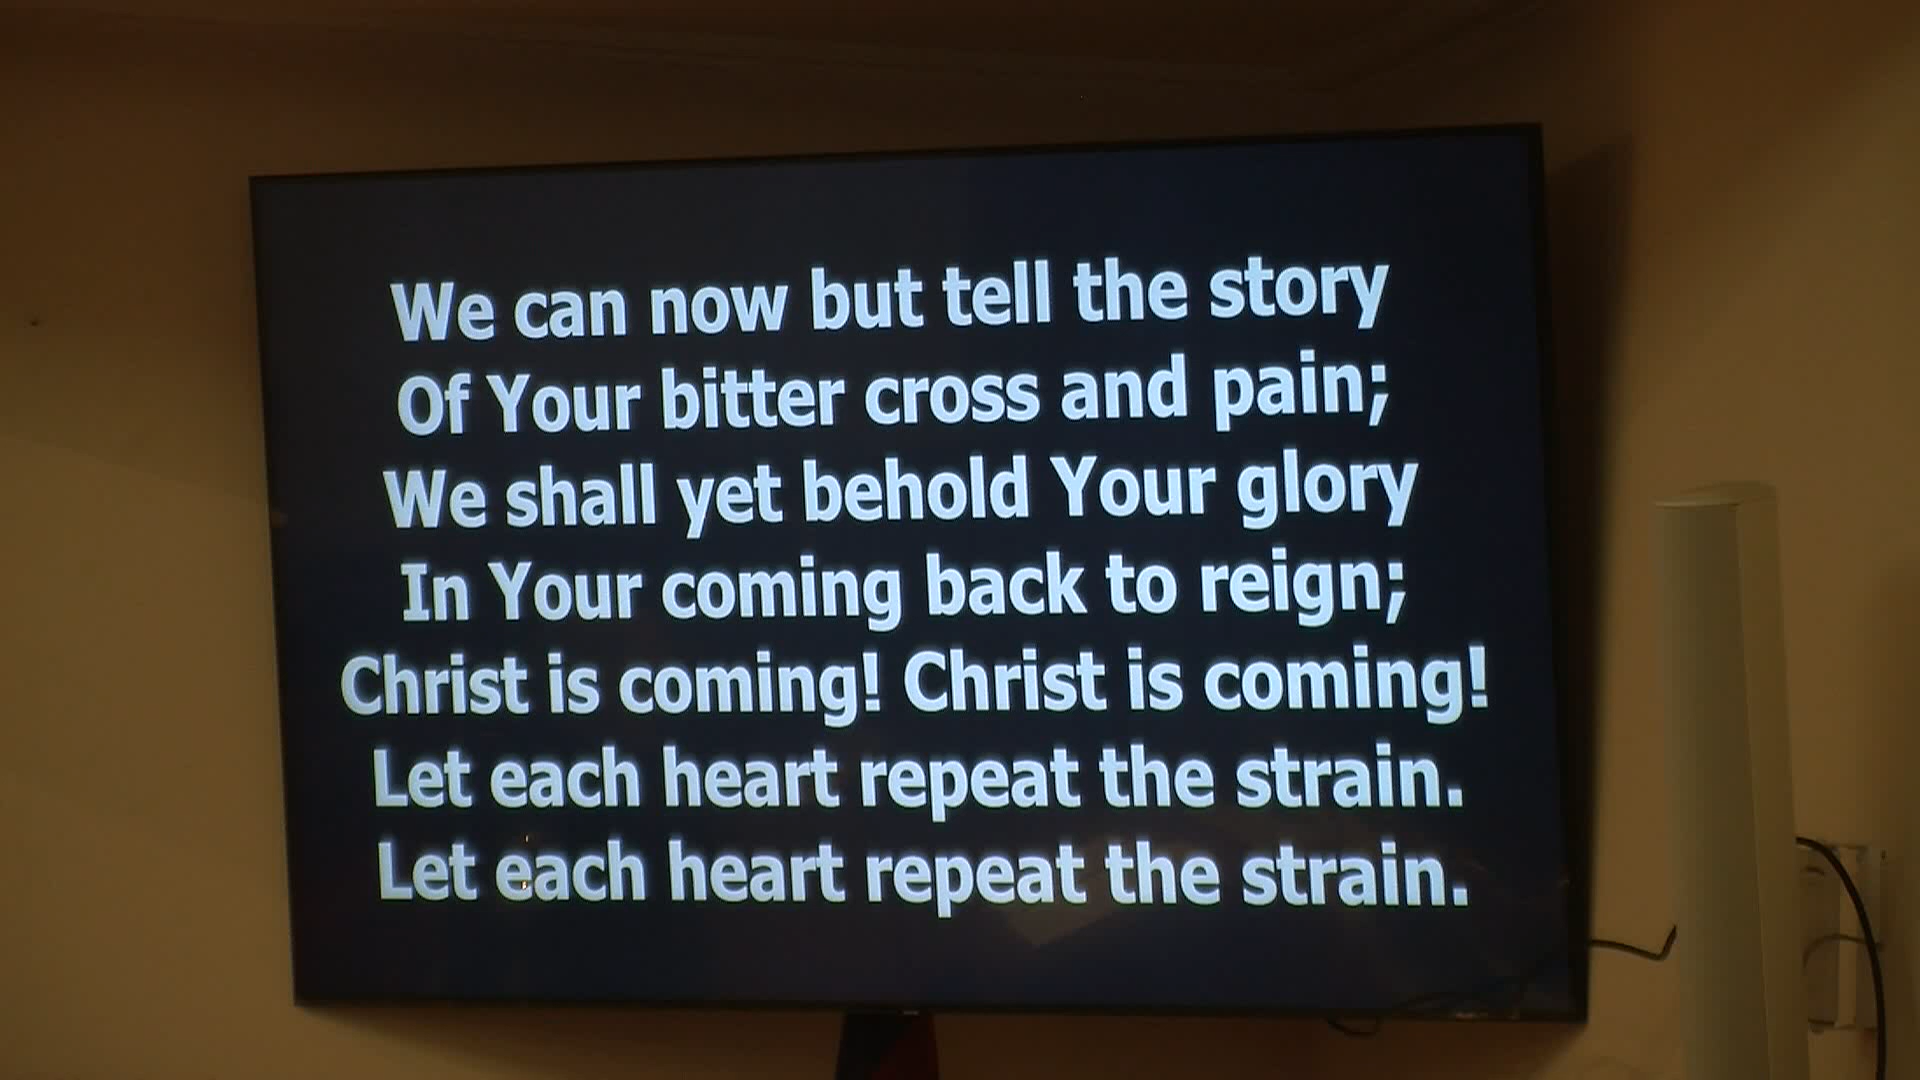 We can now but tell the story
Of Your bitter cross and pain;
We shall yet behold Your glory
In Your coming back to reign;
Christ is coming! Christ is coming!
Let each heart repeat the strain.
Let each heart repeat the strain.